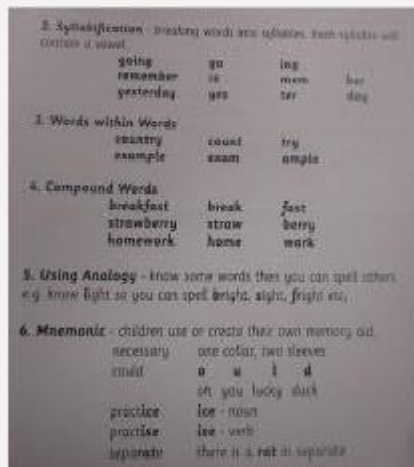 2. Syllabification - breaking words into syllables. Each syllable will
contain a vowel.
going go ing
remember re mem ber
yesterday yes ter day
3. Words within Words
country count try
example exam ample
4. Compound Words
breakfast break fast
strawberry straw berry
homework home work
5. Using Analogy - know some words then you can spell others
e.g. know light so you can spell bright, sight, fright etc.
6. Mnemonic - children use or create their own memory aid.
necessary one collar, two sleeves
could o u l d
oh you lucky duck
practice ice - noun
practise ise - verb
separate there is a rat in separate